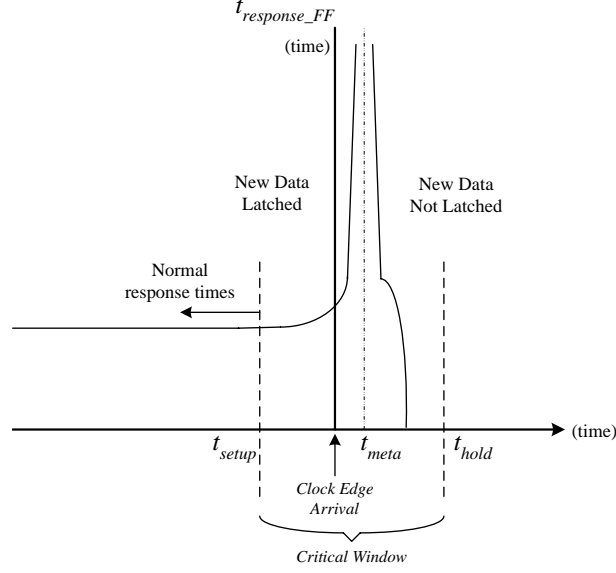 t_response_FF
(time)
New Data
Latched
New Data
Not Latched
Normal
response times
(time)
t_setup
t_meta
t_hold
Clock Edge
Arrival
Critical Window